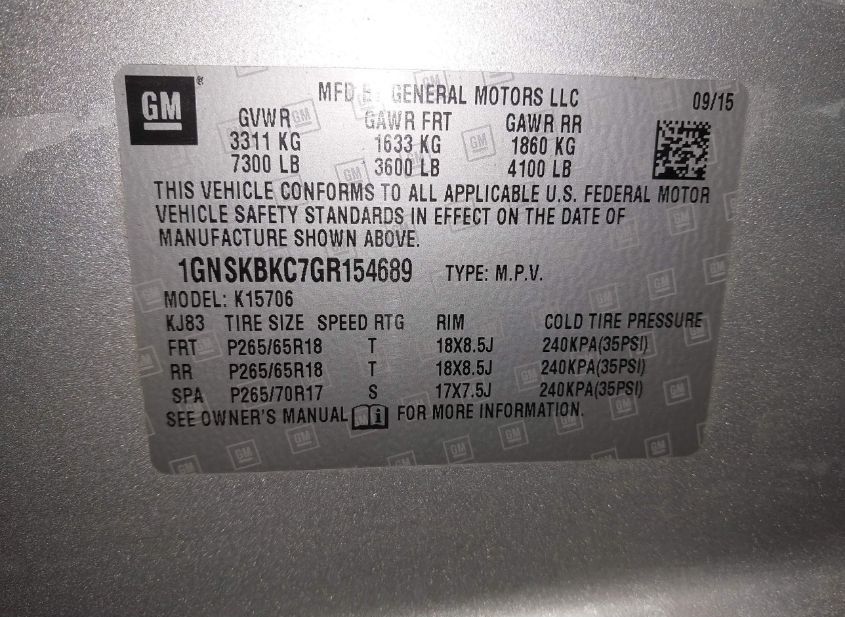 GM
MFD BY GENERAL MOTORS LLC 09/15
GVWR GAWR FRT GAWR RR
3311 KG 1633 KG 1860 KG
7300 LB 3600 LB 4100 LB
THIS VEHICLE CONFORMS TO ALL APPLICABLE U.S. FEDERAL MOTOR
VEHICLE SAFETY STANDARDS IN EFFECT ON THE DATE OF
MANUFACTURE SHOWN ABOVE.
1GNSKBKC7GR154689 TYPE: M.P.V.
MODEL: K15706
KJ83 TIRE SIZE SPEED RTG RIM COLD TIRE PRESSURE
FRT P265/65R18 T 18X8.5J 240KPA(35PSI)
RR P265/65R18 T 18X8.5J 240KPA(35PSI)
SPA P265/70R17 S 17X7.5J 240KPA(35PSI)
SEE OWNER'S MANUAL FOR MORE INFORMATION.